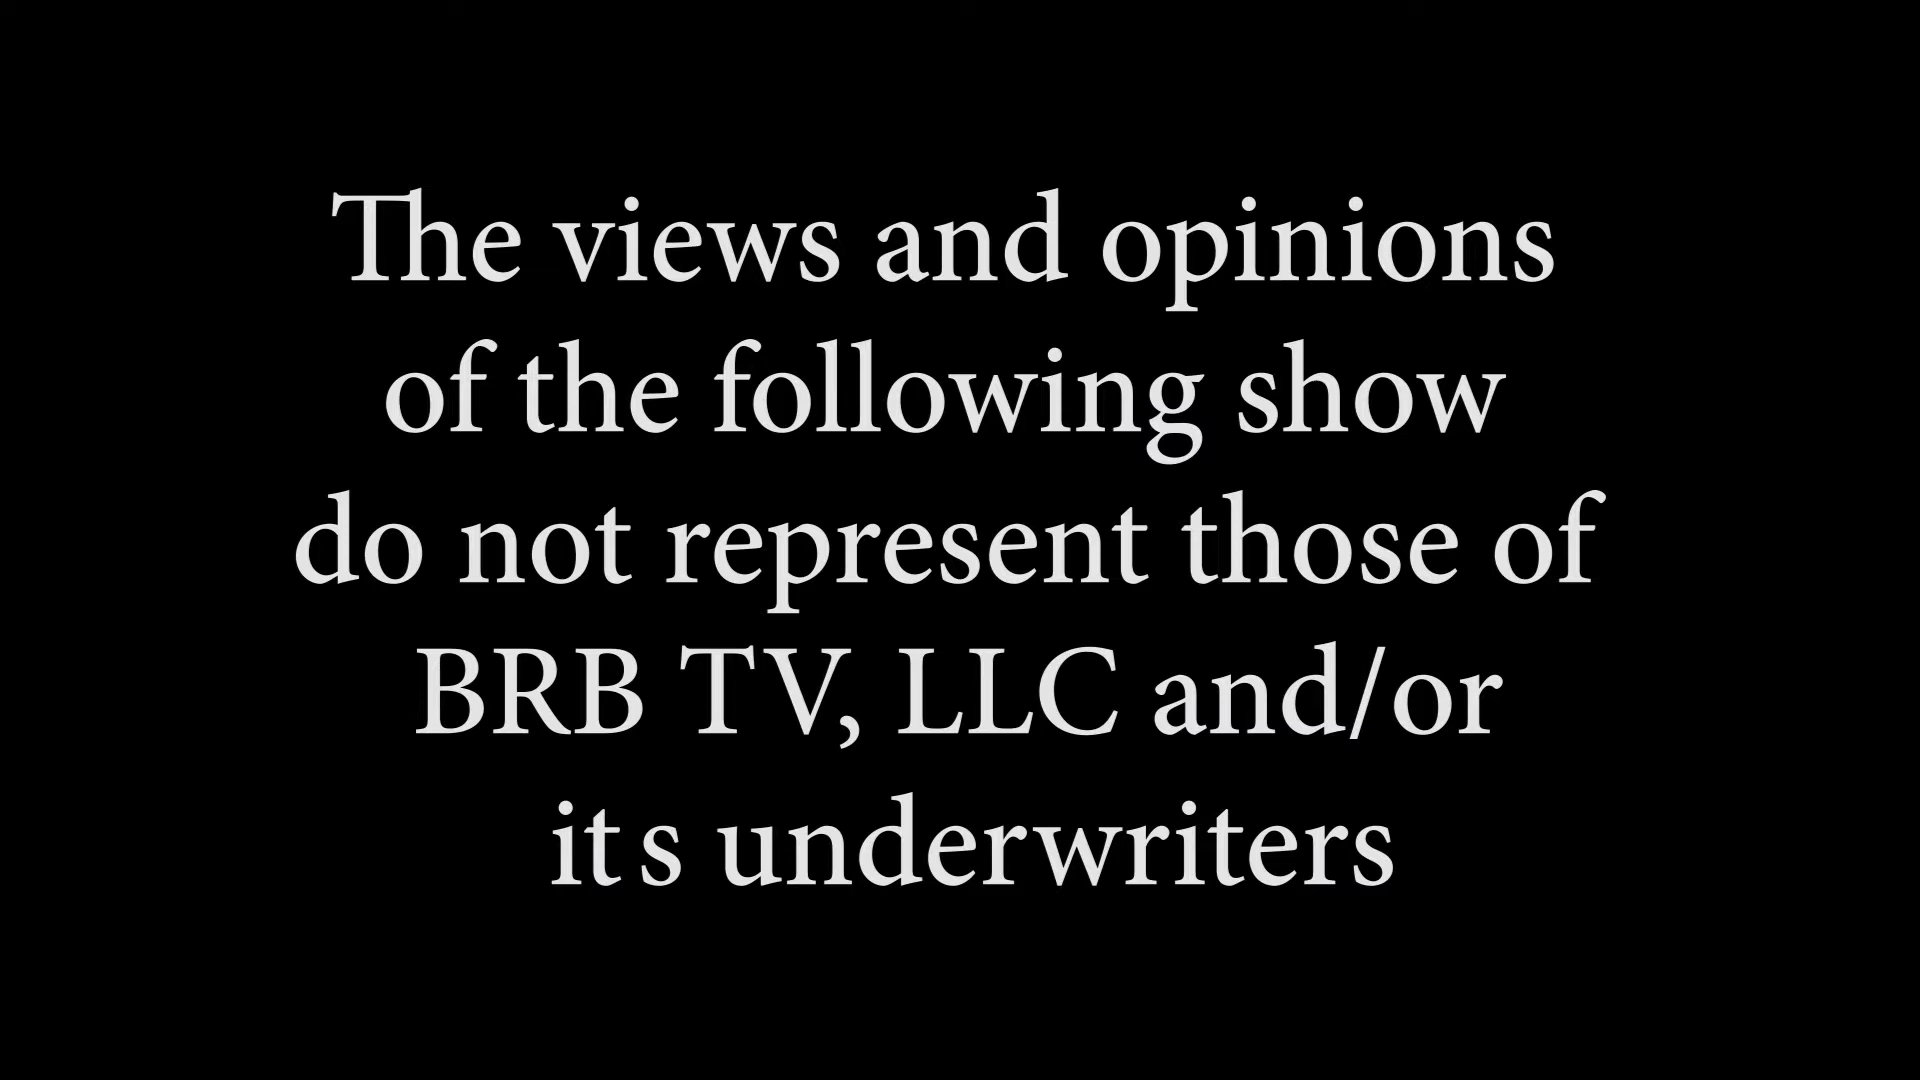 The views and opinions
of the following show
do not represent those of
BRB TV, LLC and/or
its underwriters